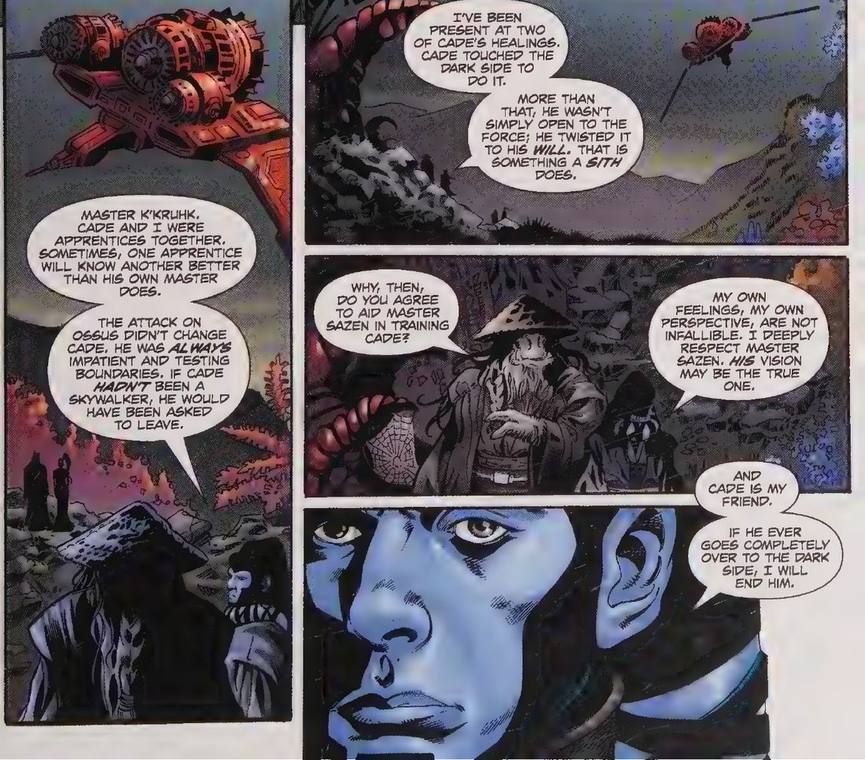 MASTER K'KRUHK,
CADE AND I WERE
APPRENTICES TOGETHER.
SOMETIMES, ONE APPRENTICE
WILL KNOW ANOTHER BETTER
THAN HIS OWN MASTER
DOES.
THE ATTACK ON
OSSUS DIDN'T CHANGE
CADE. HE WAS ALWAYS
IMPATIENT AND TESTING
BOUNDARIES. IF CADE
HADN'T BEEN A
SKYWALKER, HE WOULD
HAVE BEEN ASKED
TO LEAVE.
I'VE BEEN
PRESENT AT TWO
OF CADE'S HEALINGS.
CADE TOUCHED THE
DARK SIDE TO
DO IT.
MORE THAN
THAT, HE WASN'T
SIMPLY OPEN TO THE
FORCE; HE TWISTED IT
TO HIS WILL. THAT IS
SOMETHING A SITH
DOES.
WHY, THEN,
DO YOU AGREE
TO AID MASTER
SAZEN IN TRAINING
CADE?
MY OWN
FEELINGS, MY OWN
PERSPECTIVE, ARE NOT
INFALLIBLE. I DEEPLY
RESPECT MASTER
SAZEN. HIS VISION
MAY BE THE TRUE
ONE.
AND
CADE IS MY
FRIEND.
IF HE EVER
GOES COMPLETELY
OVER TO THE DARK
SIDE, I WILL
END HIM.